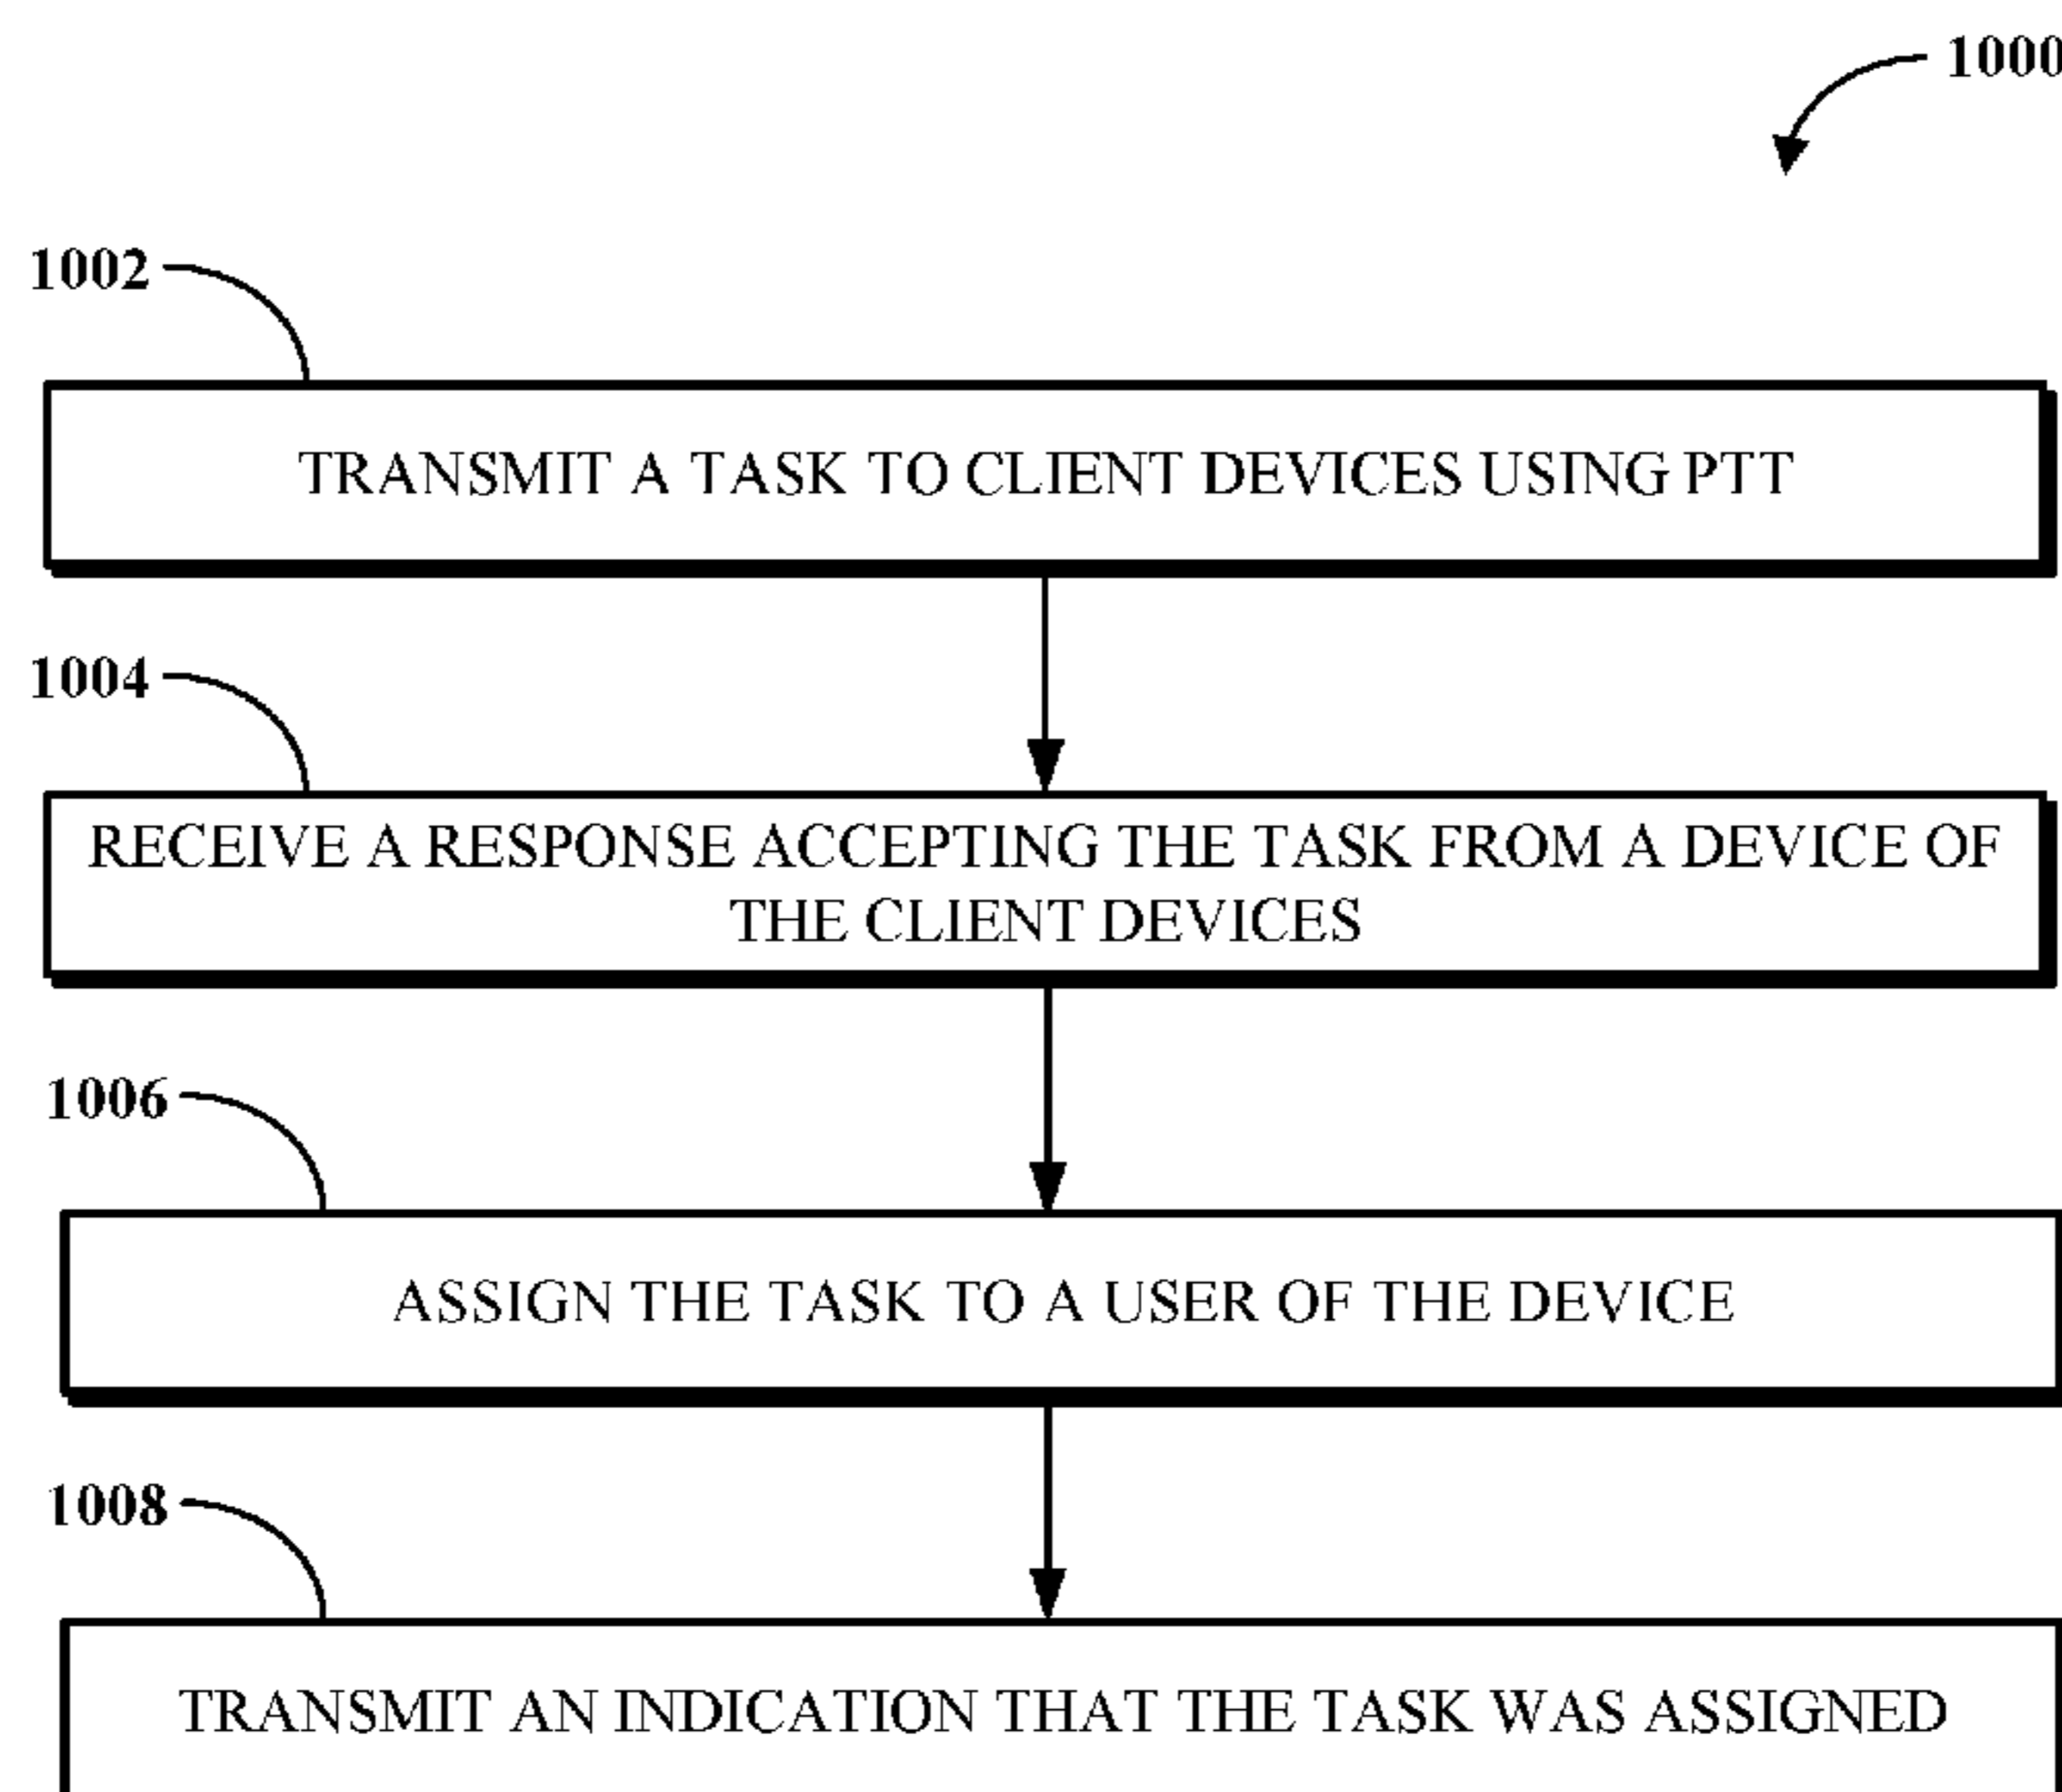 1000
1002
TRANSMIT A TASK TO CLIENT DEVICES USING PTT
1004
RECEIVE A RESPONSE ACCEPTING THE TASK FROM A DEVICE OF
THE CLIENT DEVICES
1006
ASSIGN THE TASK TO A USER OF THE DEVICE
1008
TRANSMIT AN INDICATION THAT THE TASK WAS ASSIGNED